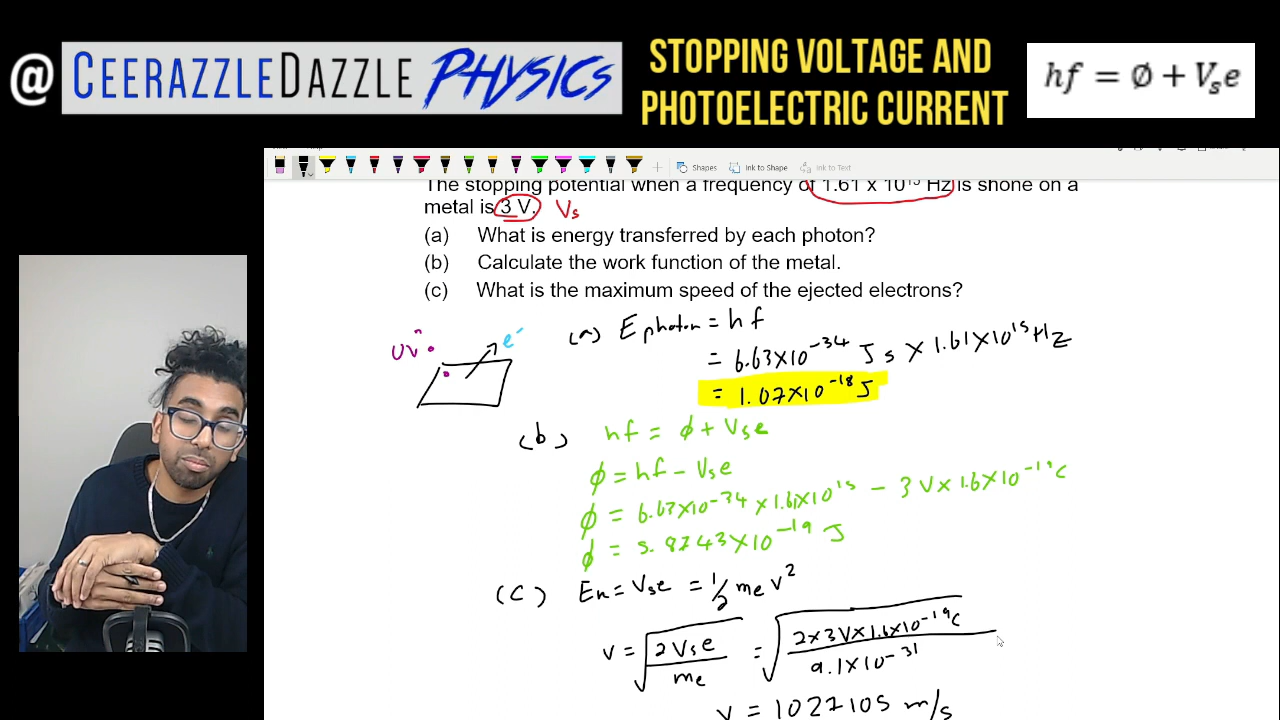 @ CEERAZZLEDAZZLE PHYSICS
STOPPING VOLTAGE AND
PHOTOELECTRIC CURRENT
hf = Ø + Vₛe
Shapes Ink to Shape Ink to Text
The stopping potential when a frequency of 1.61 x 10¹⁵ Hz is shone on a
metal is 3 V. Vs
(a) What is energy transferred by each photon?
(b) Calculate the work function of the metal.
(c) What is the maximum speed of the ejected electrons?
UV
e⁻
(a) E photon = hf
= 6.63×10⁻³⁴ Js × 1.61×10¹⁵ Hz
= 1.07×10⁻¹⁸ J
(b) hf = ϕ + Vse
ϕ = hf - Vse
ϕ = 6.63×10⁻³⁴ × 1.61×10¹⁵ - 3 V × 1.6×10⁻¹⁹ C
ϕ = 5.8743×10⁻¹⁹ J
(c) Ek = Vse = ½ me v²
v = √(2Vse / me) = √(2×3V×1.6×10⁻¹⁹C / 9.1×10⁻³¹)
v = 1027105 m/s